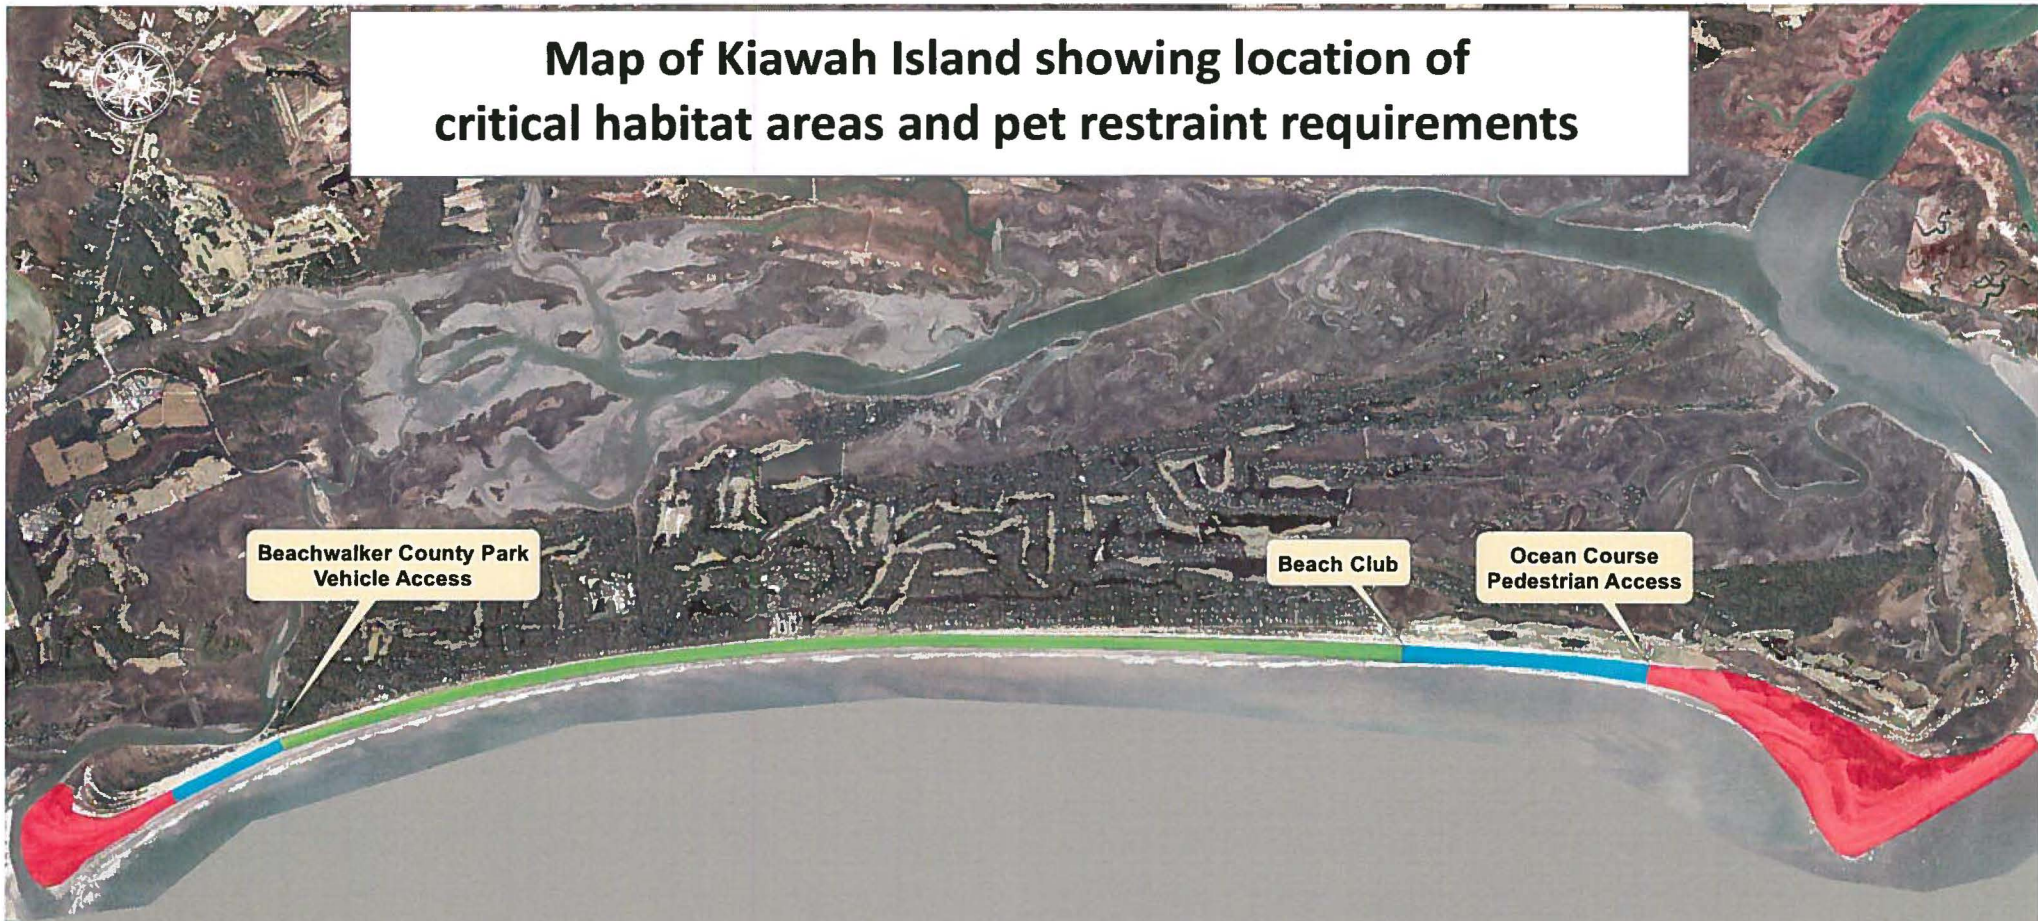 Map of Kiawah Island showing location of
critical habitat areas and pet restraint requirements
N
W
E
S
Beachwalker County Park
Vehicle Access
Beach Club
Ocean Course
Pedestrian Access